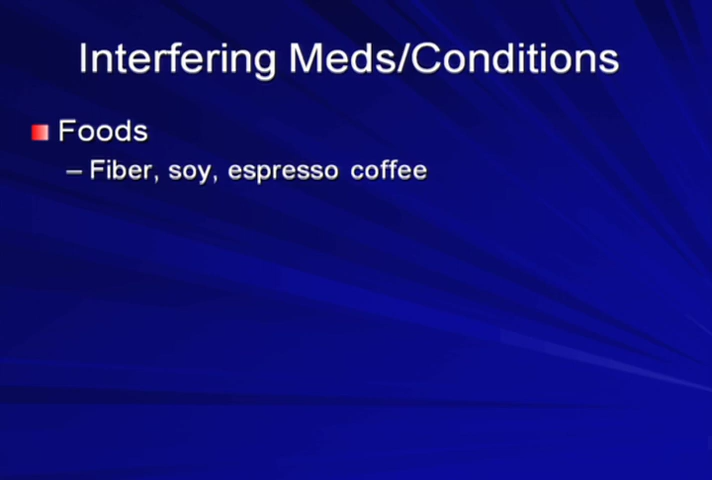 Interfering Meds/Conditions
Foods
– Fiber, soy, espresso coffee